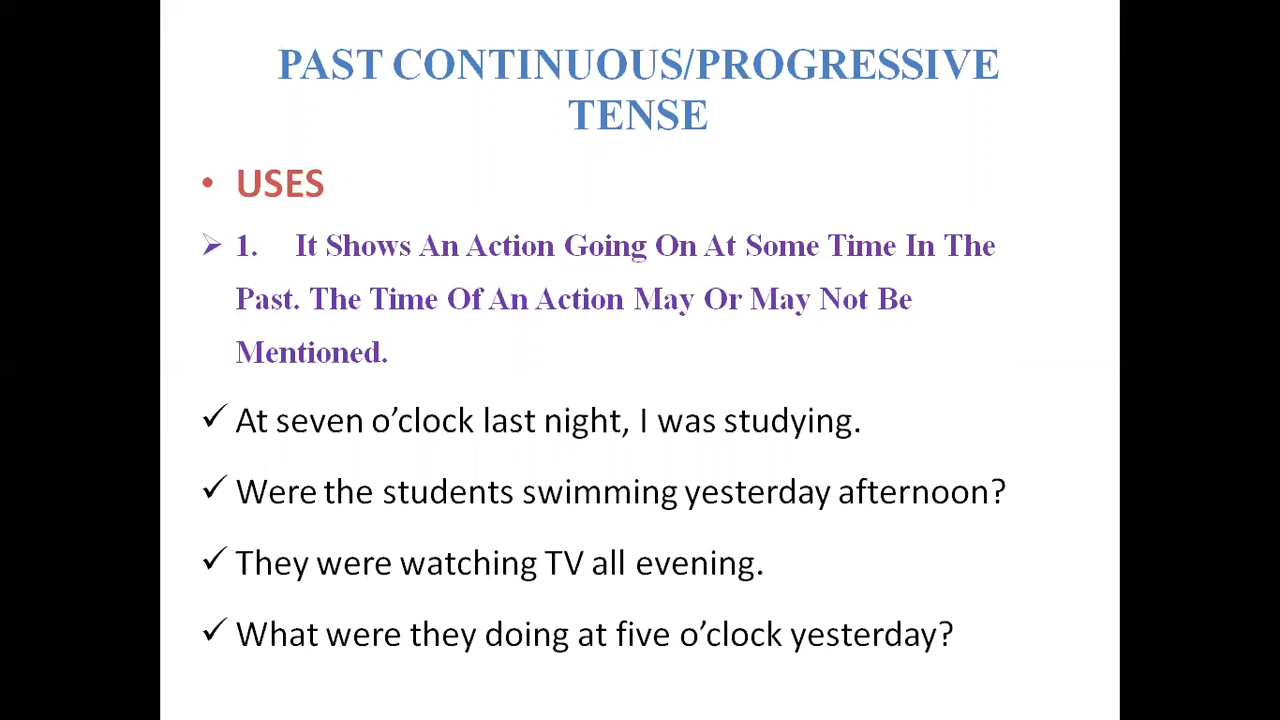 PAST CONTINUOUS/PROGRESSIVE
TENSE
• USES
➢ 1. It Shows An Action Going On At Some Time In The
Past. The Time Of An Action May Or May Not Be
Mentioned.
✓ At seven o’clock last night, I was studying.
✓ Were the students swimming yesterday afternoon?
✓ They were watching TV all evening.
✓ What were they doing at five o’clock yesterday?